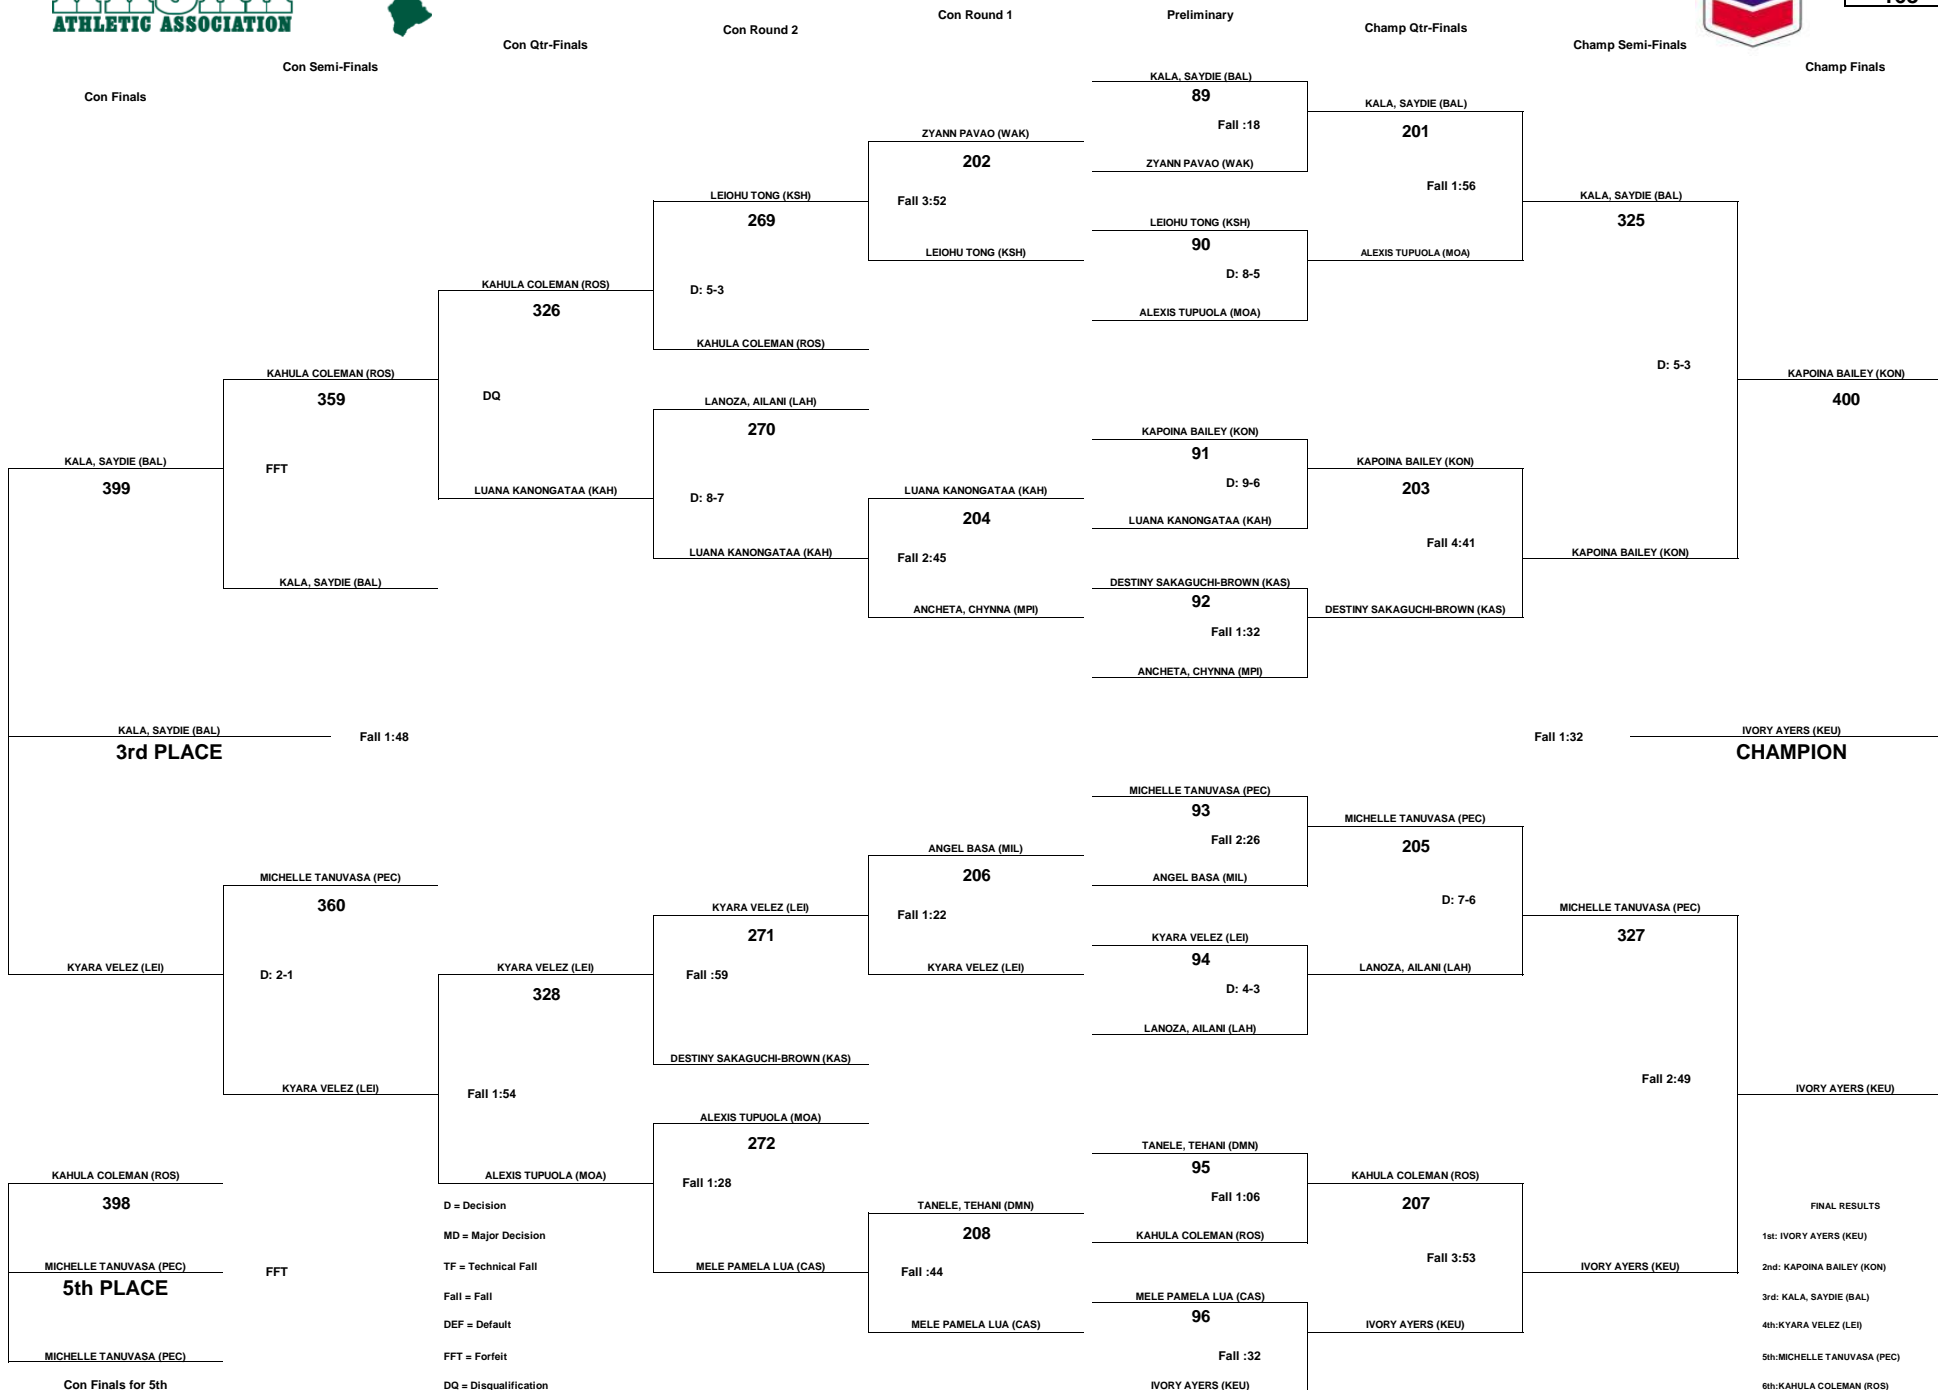 ATHLETIC ASSOCIATION
Con Finals
Con Semi-Finals
Con Qtr-Finals
Con Round 2
Con Round 1
Preliminary
Champ Qtr-Finals
Champ Semi-Finals
Champ Finals
KALA, SAYDIE (BAL)
89
Fall :18
ZYANN PAVAO (WAK)
LEIOHU TONG (KSH)
90
D: 8-5
ALEXIS TUPUOLA (MOA)
KAPOINA BAILEY (KON)
91
D: 9-6
LUANA KANONGATAA (KAH)
DESTINY SAKAGUCHI-BROWN (KAS)
92
Fall 1:32
ANCHETA, CHYNNA (MPI)
MICHELLE TANUVASA (PEC)
93
Fall 2:26
ANGEL BASA (MIL)
KYARA VELEZ (LEI)
94
D: 4-3
LANOZA, AILANI (LAH)
TANELE, TEHANI (DMN)
95
Fall 1:06
KAHULA COLEMAN (ROS)
MELE PAMELA LUA (CAS)
96
Fall :32
IVORY AYERS (KEU)
KALA, SAYDIE (BAL)
201
Fall 1:56
ALEXIS TUPUOLA (MOA)
KAPOINA BAILEY (KON)
203
Fall 4:41
DESTINY SAKAGUCHI-BROWN (KAS)
MICHELLE TANUVASA (PEC)
205
D: 7-6
LANOZA, AILANI (LAH)
KAHULA COLEMAN (ROS)
207
Fall 3:53
IVORY AYERS (KEU)
KALA, SAYDIE (BAL)
325
D: 5-3
KAPOINA BAILEY (KON)
MICHELLE TANUVASA (PEC)
327
Fall 2:49
IVORY AYERS (KEU)
KAPOINA BAILEY (KON)
400
Fall 1:32
IVORY AYERS (KEU)
CHAMPION
IVORY AYERS (KEU)
ZYANN PAVAO (WAK)
202
Fall 3:52
LEIOHU TONG (KSH)
LUANA KANONGATAA (KAH)
204
Fall 2:45
ANCHETA, CHYNNA (MPI)
ANGEL BASA (MIL)
206
Fall 1:22
KYARA VELEZ (LEI)
TANELE, TEHANI (DMN)
208
Fall :44
MELE PAMELA LUA (CAS)
LEIOHU TONG (KSH)
269
D: 5-3
KAHULA COLEMAN (ROS)
LANOZA, AILANI (LAH)
270
D: 8-7
LUANA KANONGATAA (KAH)
KYARA VELEZ (LEI)
271
Fall :59
DESTINY SAKAGUCHI-BROWN (KAS)
ALEXIS TUPUOLA (MOA)
272
Fall 1:28
MELE PAMELA LUA (CAS)
KAHULA COLEMAN (ROS)
326
DQ
LUANA KANONGATAA (KAH)
KYARA VELEZ (LEI)
328
Fall 1:54
ALEXIS TUPUOLA (MOA)
KAHULA COLEMAN (ROS)
359
FFT
KALA, SAYDIE (BAL)
MICHELLE TANUVASA (PEC)
360
D: 2-1
KYARA VELEZ (LEI)
KALA, SAYDIE (BAL)
399
KALA, SAYDIE (BAL)
3rd PLACE
Fall 1:48
KYARA VELEZ (LEI)
KAHULA COLEMAN (ROS)
398
MICHELLE TANUVASA (PEC)
5th PLACE
FFT
MICHELLE TANUVASA (PEC)
Con Finals for 5th
D = Decision
MD = Major Decision
TF = Technical Fall
Fall = Fall
DEF = Default
FFT = Forfeit
DQ = Disqualification
FINAL RESULTS
1st: IVORY AYERS (KEU)
2nd: KAPOINA BAILEY (KON)
3rd: KALA, SAYDIE (BAL)
4th:KYARA VELEZ (LEI)
5th:MICHELLE TANUVASA (PEC)
6th:KAHULA COLEMAN (ROS)